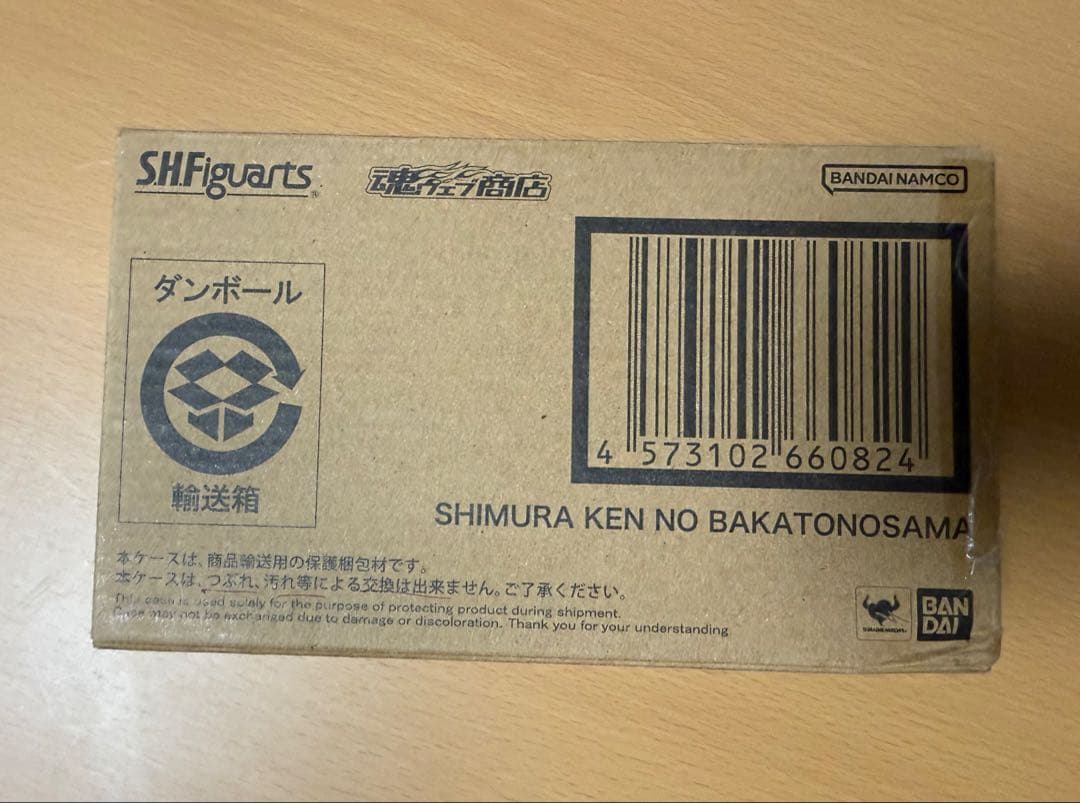 S.H.Figuarts
魂ウェブ商店
BANDAI NAMCO
ダンボール
輸送箱
4 573102 660824
SHIMURA KEN NO BAKATONOSAMA
本ケースは、商品輸送用の保護梱包材です。
本ケースは、つぶれ、汚れ等による交換は出来ません。ご了承ください。
This case is used solely for the purpose of protecting product during shipment.
Case may not be exchanged due to damage or discoloration. Thank you for your understanding
BAN
DAI